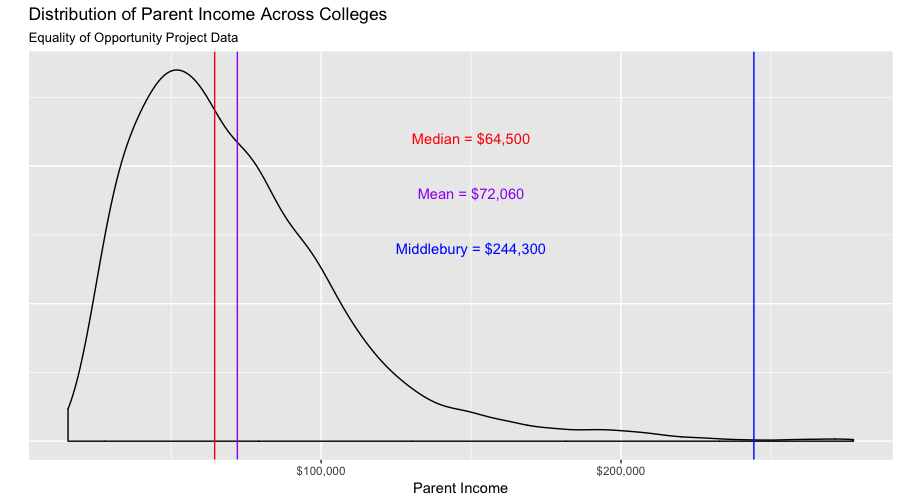 Distribution of Parent Income Across Colleges
Equality of Opportunity Project Data
Median = $64,500
Mean = $72,060
Middlebury = $244,300
$100,000 $200,000
Parent Income